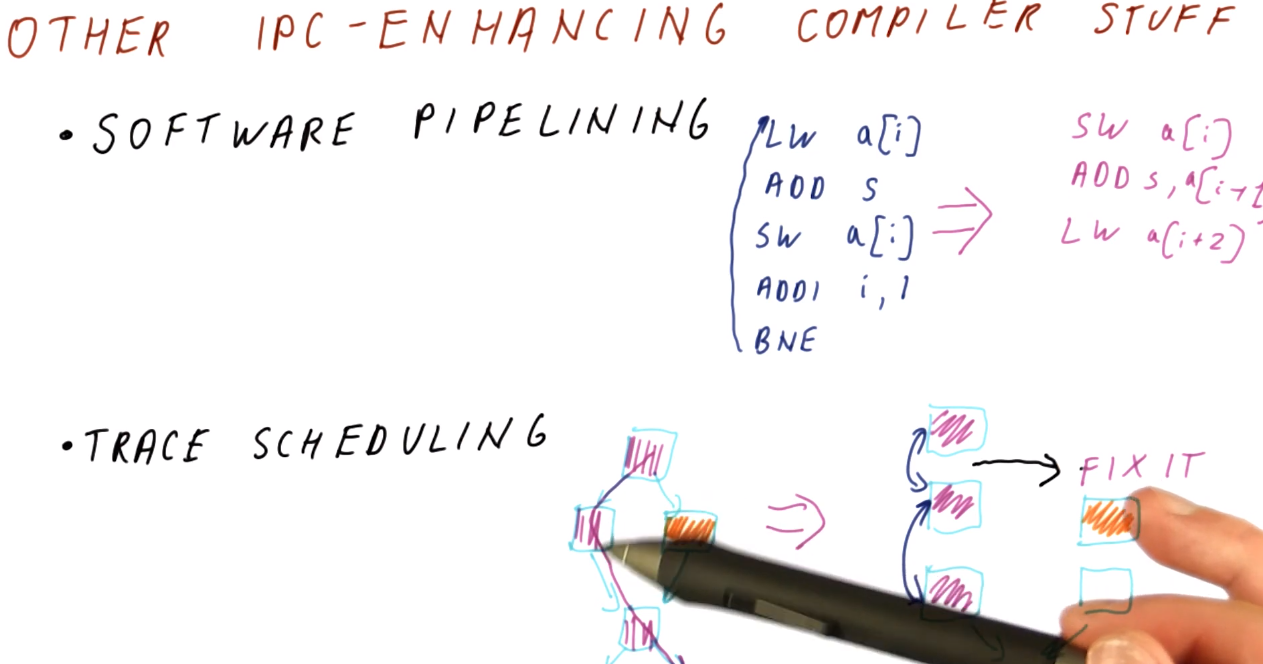 OTHER IPC-ENHANCING COMPILER STUFF
• SOFTWARE PIPELINING
LW a[i]
ADD S
SW a[i]
ADDI i, 1
BNE
SW a[i]
ADD S, a[i+1
LW a[i+2]
• TRACE SCHEDULING
FIX IT